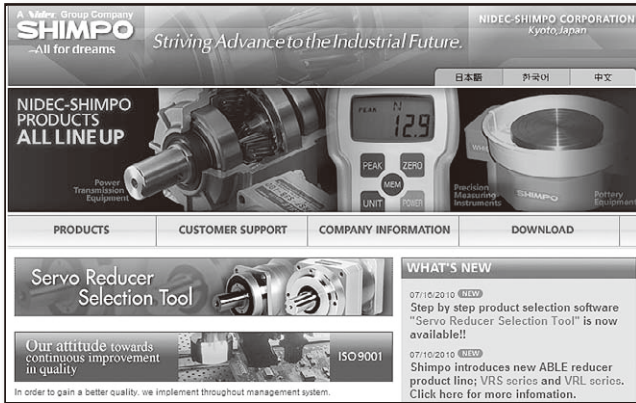 A Nidec Group Company
SHIMPO
All for dreams
Striving Advance to the Industrial Future.
NIDEC-SHIMPO CORPORATION
Kyoto, Japan
日本語 한국어 中文
NIDEC-SHIMPO
PRODUCTS
ALL LINE UP
Power
Transmission
Equipment
PEAK N
12.9
PEAK ZERO
MEM
UNIT POWER
Precision
Measuring
Instruments
SHIMPO
Pottery
Equipment
PRODUCTS CUSTOMER SUPPORT COMPANY INFORMATION DOWNLOAD
Servo Reducer
Selection Tool
Our attitude towards
continuous improvement
in quality
ISO9001
In order to gain a better quality, we implement throughout management system.
WHAT'S NEW
07/16/2010 NEW
Step by step product selection software
"Servo Reducer Selection Tool" is now
available!!
07/10/2010 NEW
Shimpo introduces new ABLE reducer
product line; VRS series and VRL series.
Click here for more infomation.